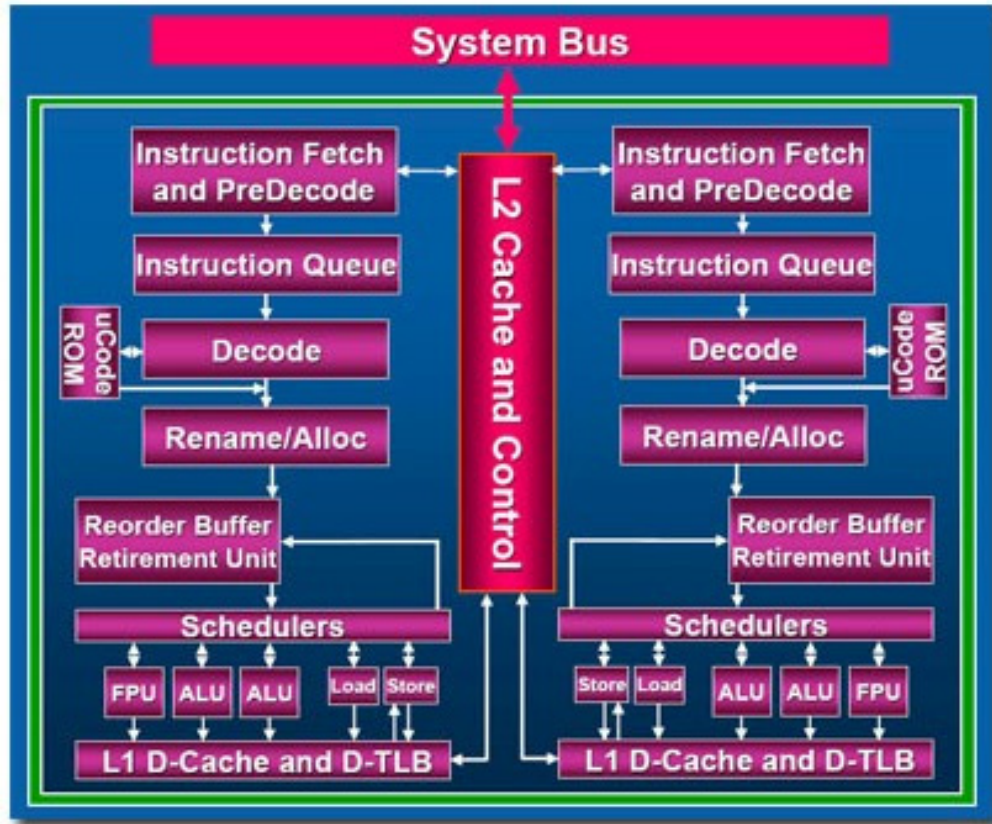 System Bus
Instruction Fetch
and PreDecode
Instruction Queue
uCode
ROM
Decode
Rename/Alloc
Reorder Buffer
Retirement Unit
Schedulers
FPU
ALU
ALU
Load
Store
L1 D-Cache and D-TLB
L2 Cache and Control
Instruction Fetch
and PreDecode
Instruction Queue
Decode
uCode
ROM
Rename/Alloc
Reorder Buffer
Retirement Unit
Schedulers
Store
Load
ALU
ALU
FPU
L1 D-Cache and D-TLB